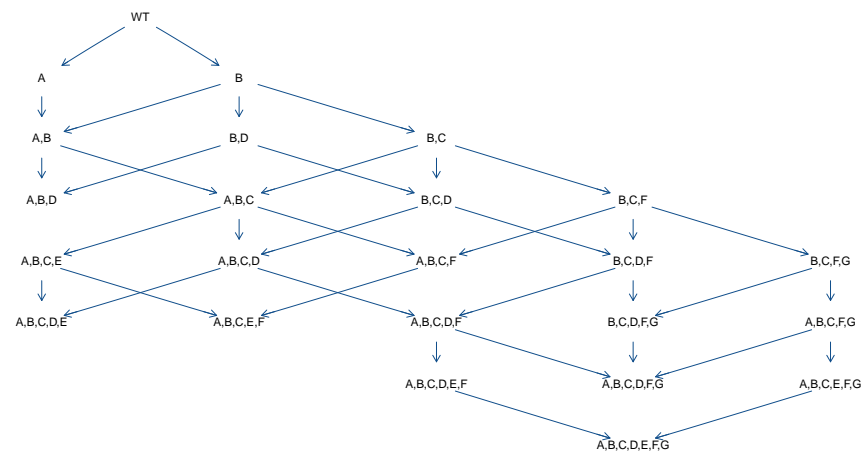 WT
A
B
A,B
B,D
B,C
A,B,D
A,B,C
B,C,D
B,C,F
A,B,C,E
A,B,C,D
A,B,C,F
B,C,D,F
B,C,F,G
A,B,C,D,E
A,B,C,E,F
A,B,C,D,F
B,C,D,F,G
A,B,C,F,G
A,B,C,D,E,F
A,B,C,D,F,G
A,B,C,E,F,G
A,B,C,D,E,F,G